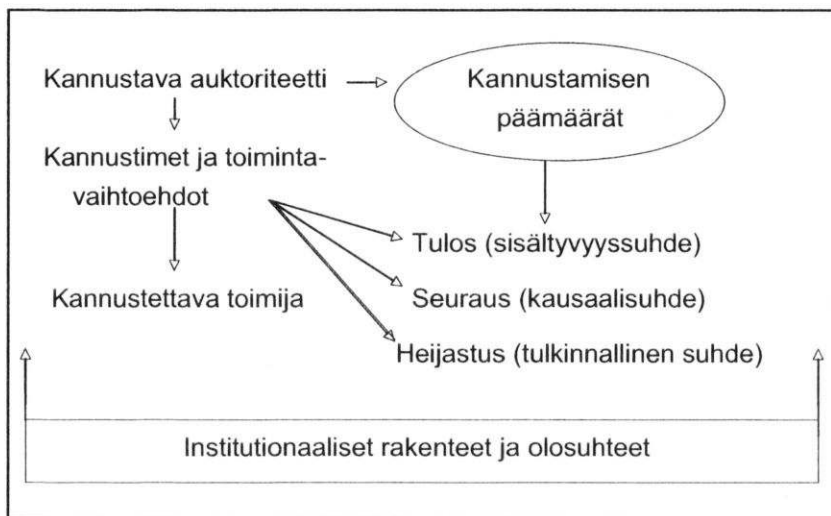 Kannustava auktoriteetti
Kannustamisen
päämäärät
Kannustimet ja toiminta-
vaihtoehdot
Tulos (sisältyvyyssuhde)
Kannustettava toimija
Seuraus (kausaalisuhde)
Heijastus (tulkinnallinen suhde)
Institutionaaliset rakenteet ja olosuhteet